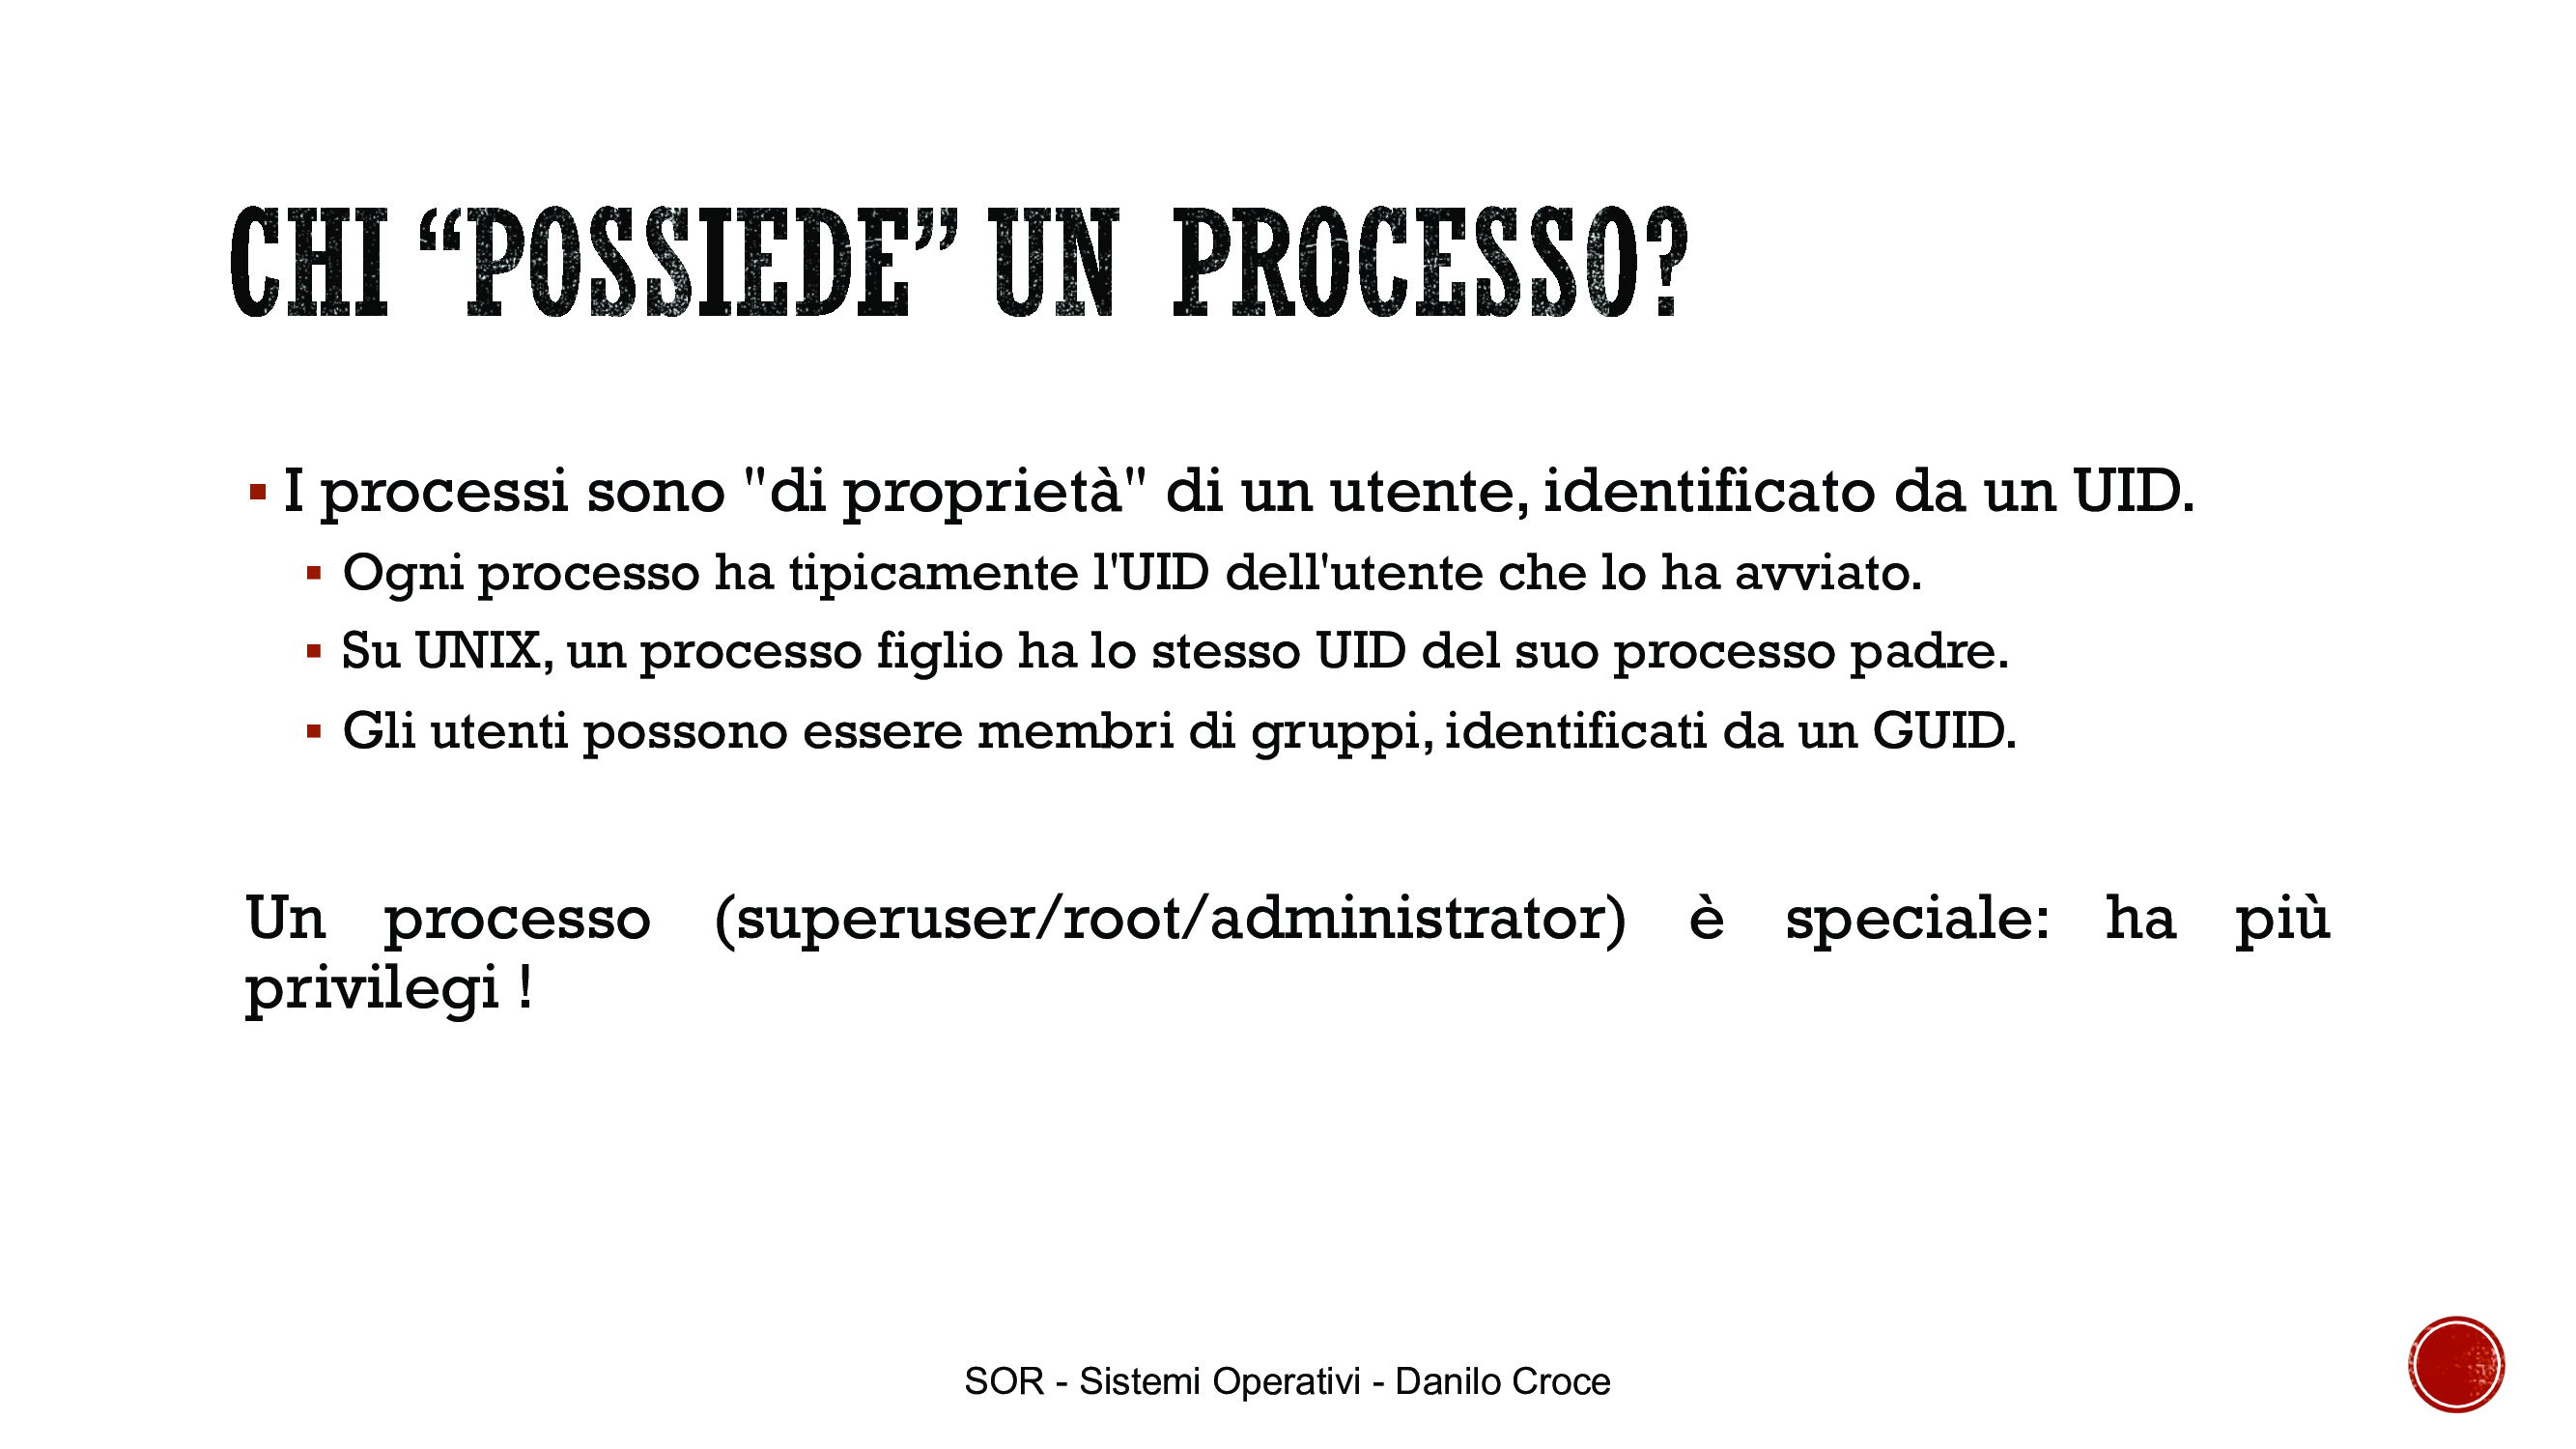 CHI “POSSIEDE” UN PROCESSO?
I processi sono "di proprietà" di un utente, identificato da un UID.
Ogni processo ha tipicamente l'UID dell'utente che lo ha avviato.
Su UNIX, un processo figlio ha lo stesso UID del suo processo padre.
Gli utenti possono essere membri di gruppi, identificati da un GUID.
Un processo (superuser/root/administrator) è speciale: ha più
privilegi !
SOR - Sistemi Operativi - Danilo Croce